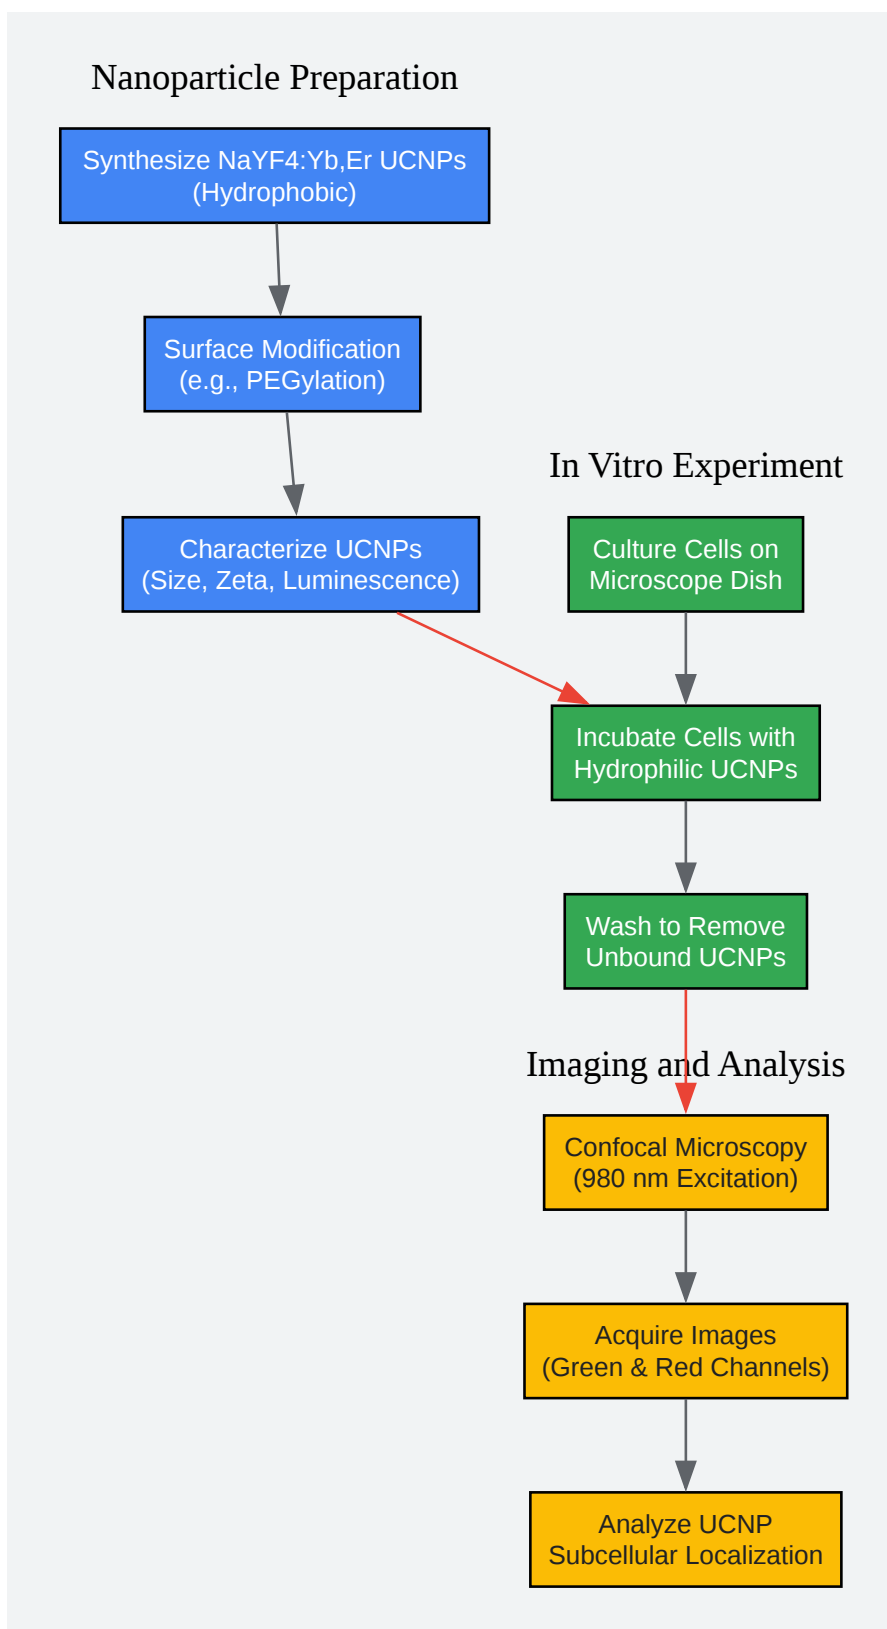 Nanoparticle Preparation
Synthesize NaYF4:Yb,Er UCNPs
(Hydrophobic)
Surface Modification
(e.g., PEGylation)
Characterize UCNPs
(Size, Zeta, Luminescence)
In Vitro Experiment
Culture Cells on
Microscope Dish
Incubate Cells with
Hydrophilic UCNPs
Wash to Remove
Unbound UCNPs
Imaging and Analysis
Confocal Microscopy
(980 nm Excitation)
Acquire Images
(Green & Red Channels)
Analyze UCNP
Subcellular Localization